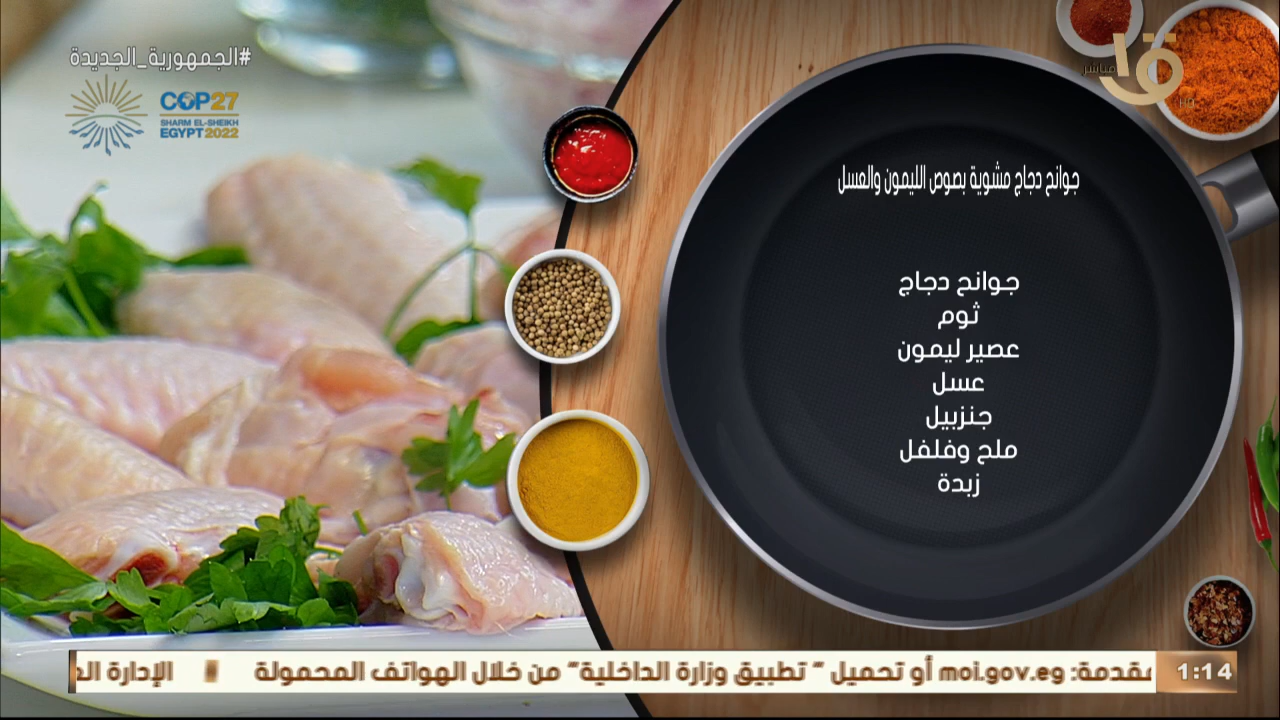 #الجمهورية_الجديدة
COP27
SHARM EL-SHEIKH
EGYPT 2022
مباشر
HD
جوانح دجاج مشوية بصوص الليمون والعسل
جوانح دجاج
ثوم
عصير ليمون
عسل
جنزبيل
ملح وفلفل
زبدة
moi.gov.eg أو تحميل “ تطبيق وزارة الداخلية” من خلال الهواتف المحمولة
الإدارة
1:14